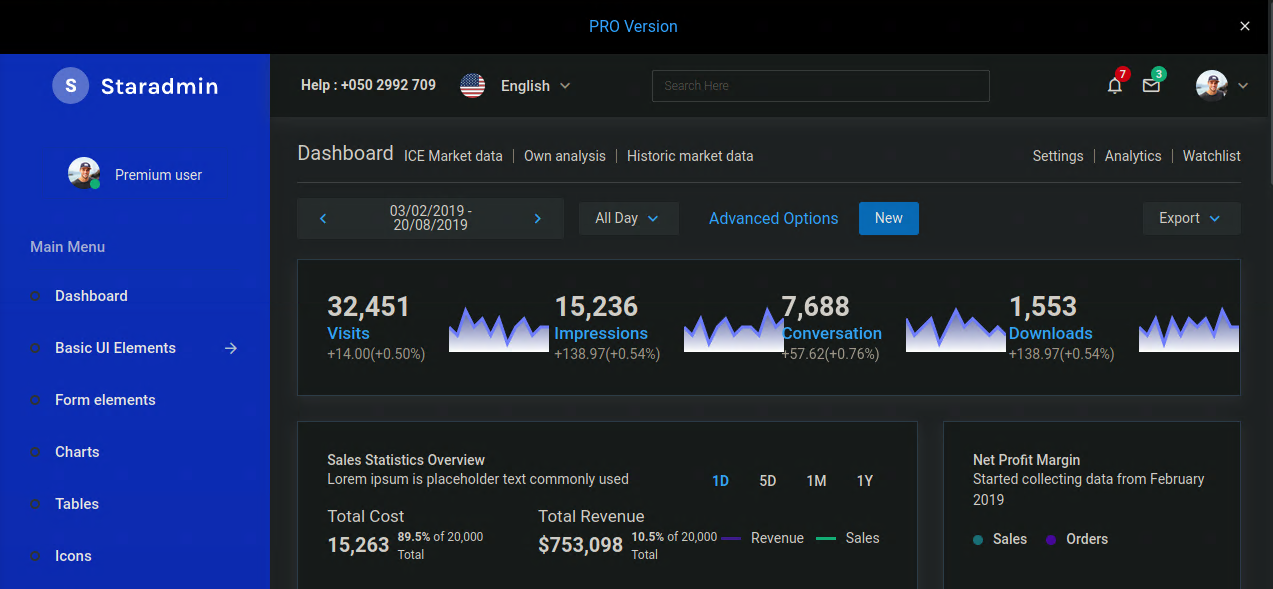 PRO Version
S Staradmin
Help : +050 2992 709 English Search Here 7 3
Premium user
Main Menu
Dashboard
Basic UI Elements
Form elements
Charts
Tables
Icons
Dashboard ICE Market data Own analysis Historic market data Settings Analytics Watchlist
03/02/2019 -
20/08/2019
All Day Advanced Options New Export
32,451
Visits
+14.00(+0.50%)
15,236
Impressions
+138.97(+0.54%)
7,688
Conversation
+57.62(+0.76%)
1,553
Downloads
+138.97(+0.54%)
Sales Statistics Overview
Lorem ipsum is placeholder text commonly used
1D 5D 1M 1Y
Total Cost
15,263 89.5% of 20,000
Total
Total Revenue
$753,098 10.5% of 20,000
Total
Revenue Sales
Net Profit Margin
Started collecting data from February
2019
Sales Orders